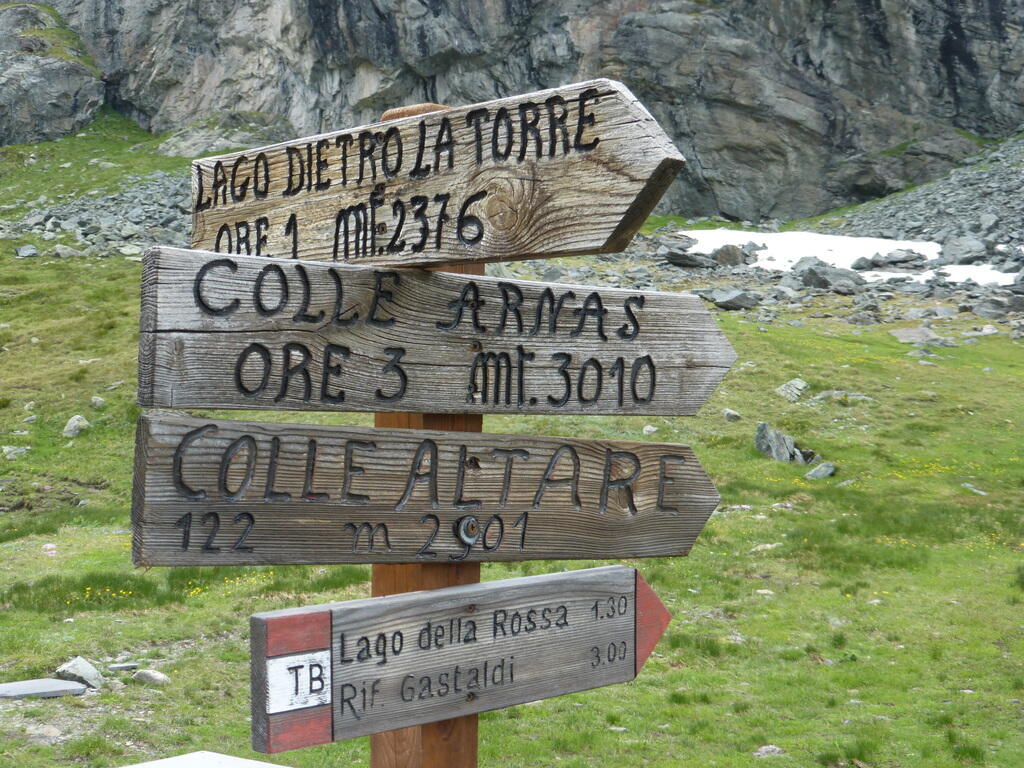 LAGO DIETRO LA TORRE
ORE 1 mt. 2376
COLLE ARNAS
ORE 3 mt. 3010
COLLE ALTARE
122 m 2901
TB
Lago della Rossa 1.30
Rif. Gastaldi 3.00